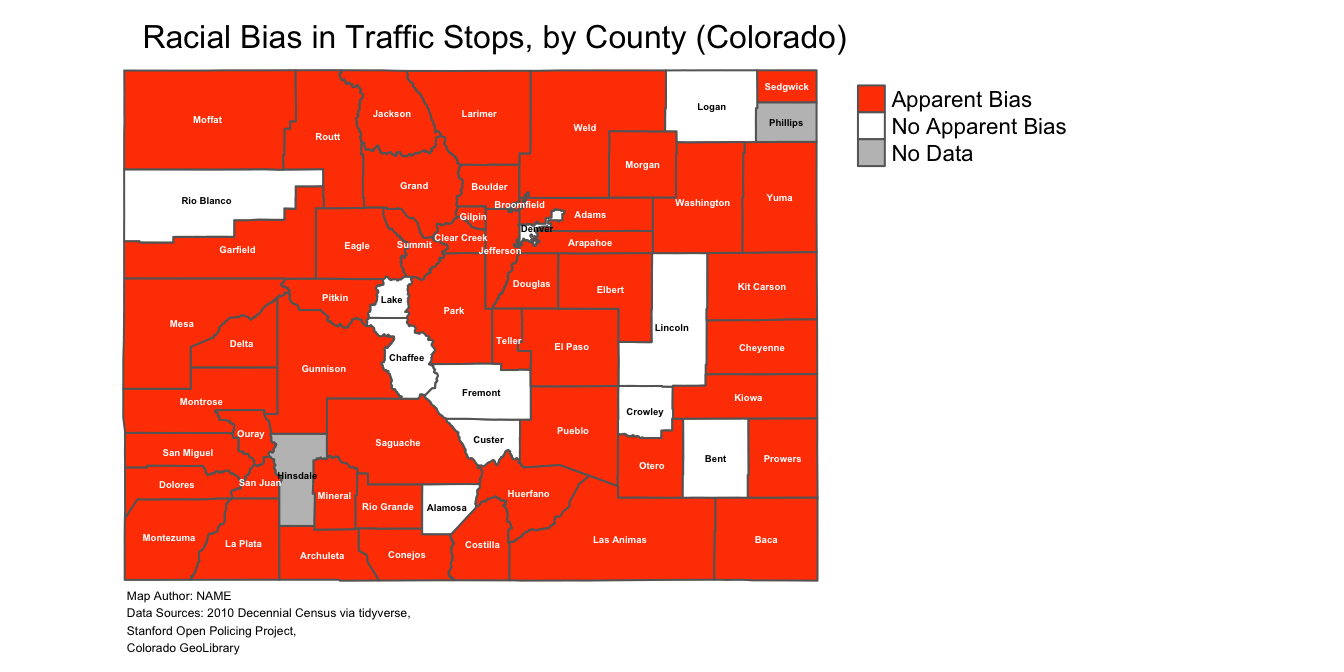 Racial Bias in Traffic Stops, by County (Colorado)
Apparent Bias
No Apparent Bias
No Data
Sedgwick
Logan
Phillips
Moffat
Jackson
Larimer
Weld
Routt
Morgan
Grand
Boulder
Rio Blanco
Yuma
Washington
Broomfield
Gilpin
Adams
Denver
Clear Creek
Arapahoe
Eagle
Summit
Garfield
Jefferson
Douglas
Elbert
Kit Carson
Pitkin
Lake
Park
Mesa
Lincoln
Delta
Teller
El Paso
Cheyenne
Chaffee
Gunnison
Fremont
Kiowa
Montrose
Crowley
Ouray
Pueblo
Custer
Saguache
San Miguel
Bent
Prowers
Otero
Hinsdale
Dolores
San Juan
Mineral
Huerfano
Rio Grande
Alamosa
Montezuma
La Plata
Costilla
Las Animas
Baca
Archuleta
Conejos
Map Author: NAME
Data Sources: 2010 Decennial Census via tidyverse,
Stanford Open Policing Project,
Colorado GeoLibrary